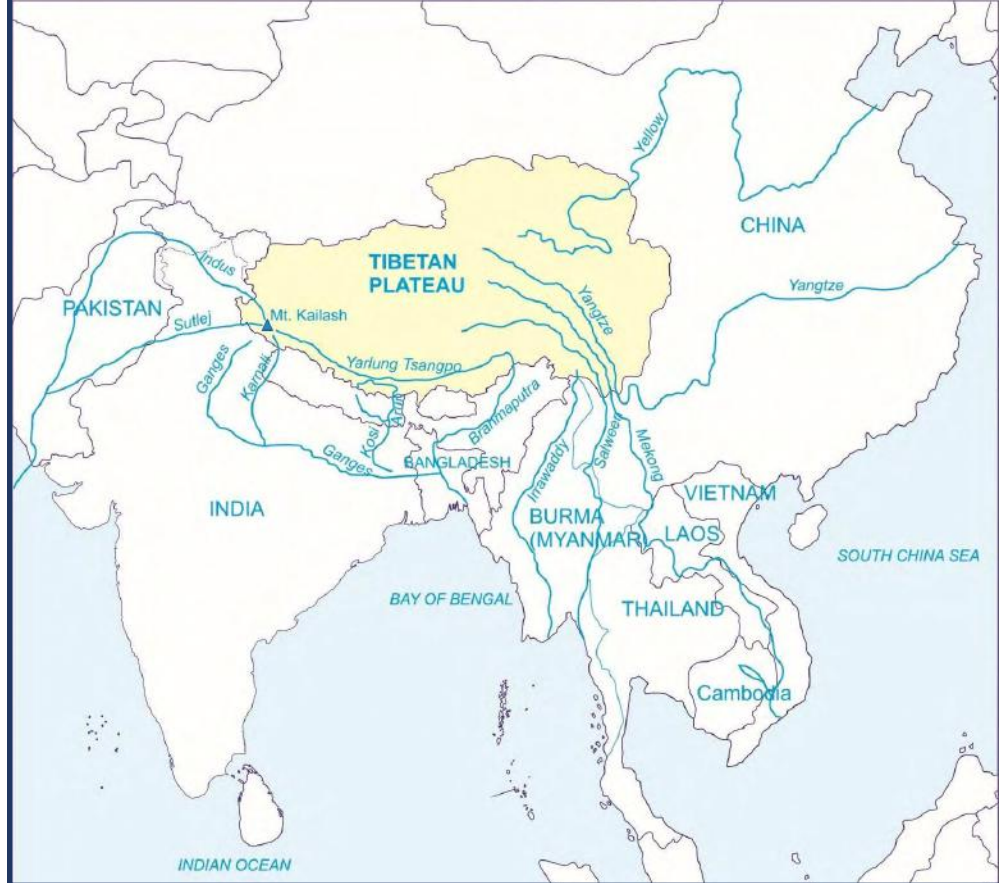 Yellow
CHINA
Indus
TIBETAN
PLATEAU
Yangtze
Yangtze
PAKISTAN
Mt. Kailash
Sutlej
Ganges
Karnali
Yarlung Tsangpo
Arun
Brahmaputra
Kosi
Ganges
BANGLADESH
Irrawaddy
Salween
Mekong
INDIA
BURMA
(MYANMAR)
VIETNAM
LAOS
SOUTH CHINA SEA
BAY OF BENGAL
THAILAND
Cambodia
INDIAN OCEAN